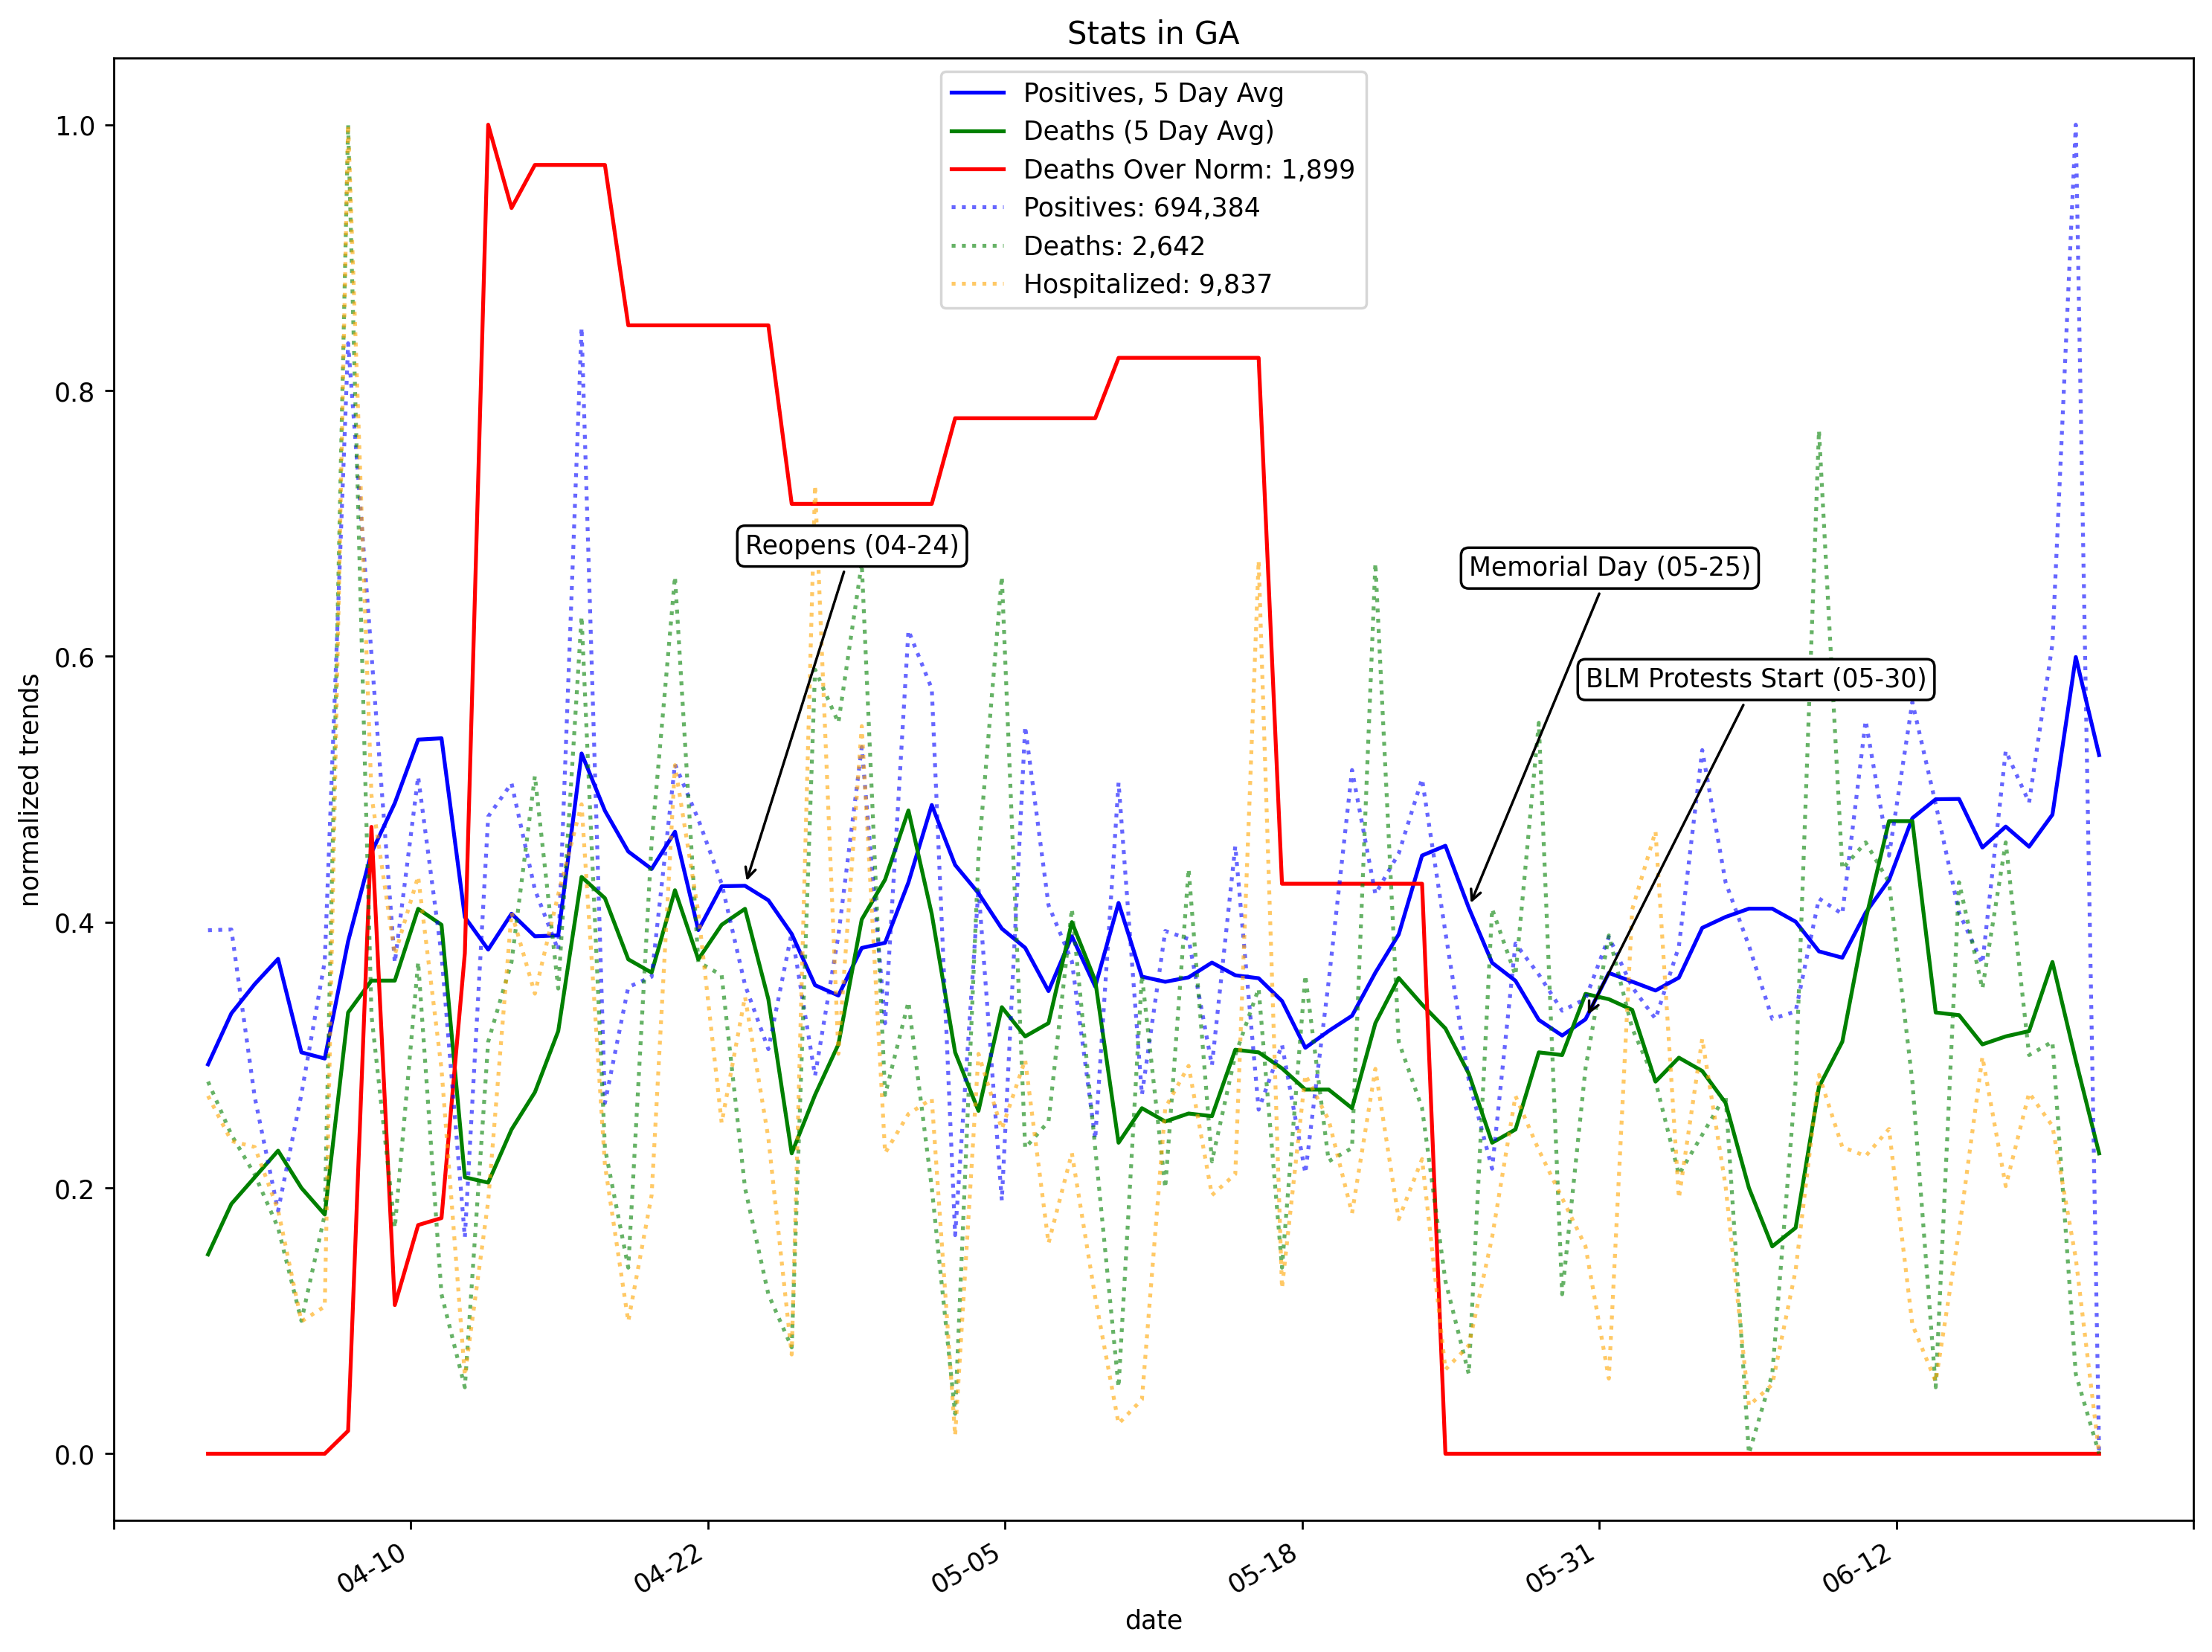 Stats in GA
Positives, 5 Day Avg
Deaths (5 Day Avg)
Deaths Over Norm: 1,899
Positives: 694,384
Deaths: 2,642
Hospitalized: 9,837
normalized trends
1.0
0.8
0.6
0.4
0.2
0.0
Reopens (04-24)
Memorial Day (05-25)
BLM Protests Start (05-30)
04-10
04-22
05-05
05-18
05-31
06-12
date